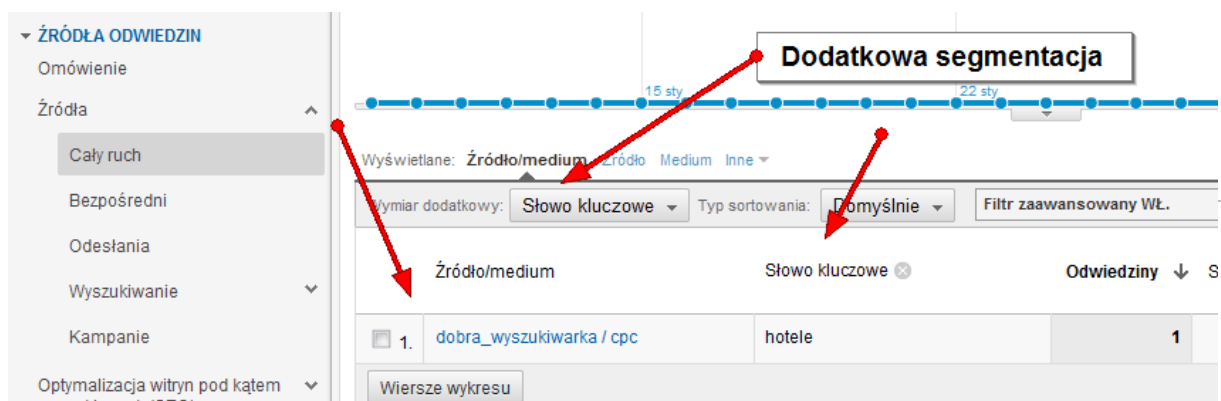 ŹRÓDŁA ODWIEDZIN
Omówienie
Źródła
Cały ruch
Bezpośredni
Odesłania
Wyszukiwanie
Kampanie
Optymalizacja witryn pod kątem
Dodatkowa segmentacja
15 sty
22 sty
Wyświetlane: Źródło/medium Źródło Medium Inne
Wymiar dodatkowy: Słowo kluczowe Typ sortowania: Domyślnie Filtr zaawansowany WŁ.
Źródło/medium Słowo kluczowe Odwiedziny S
1. dobra_wyszukiwarka / cpc hotele 1
Wiersze wykresu